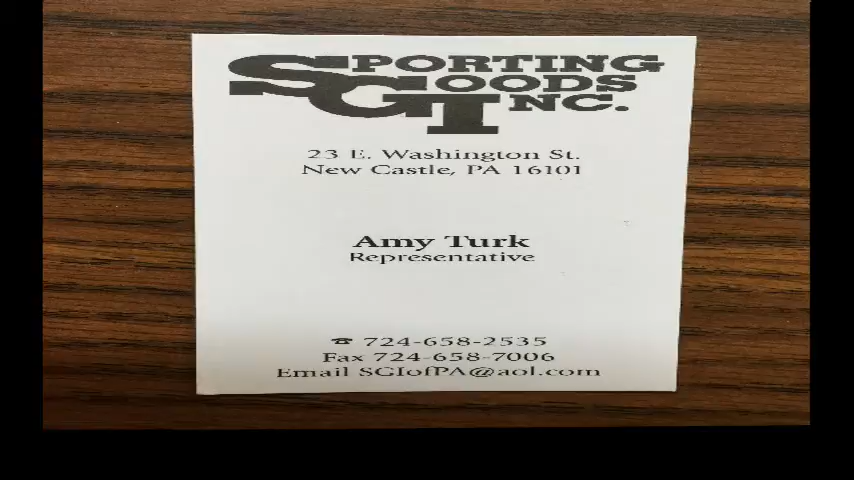 SPORTING
GOODS
INC.
23 E. Washington St.
New Castle, PA 16101
Amy Turk
Representative
☎ 724-658-2535
Fax 724-658-7006
Email SGIofPA@aol.com